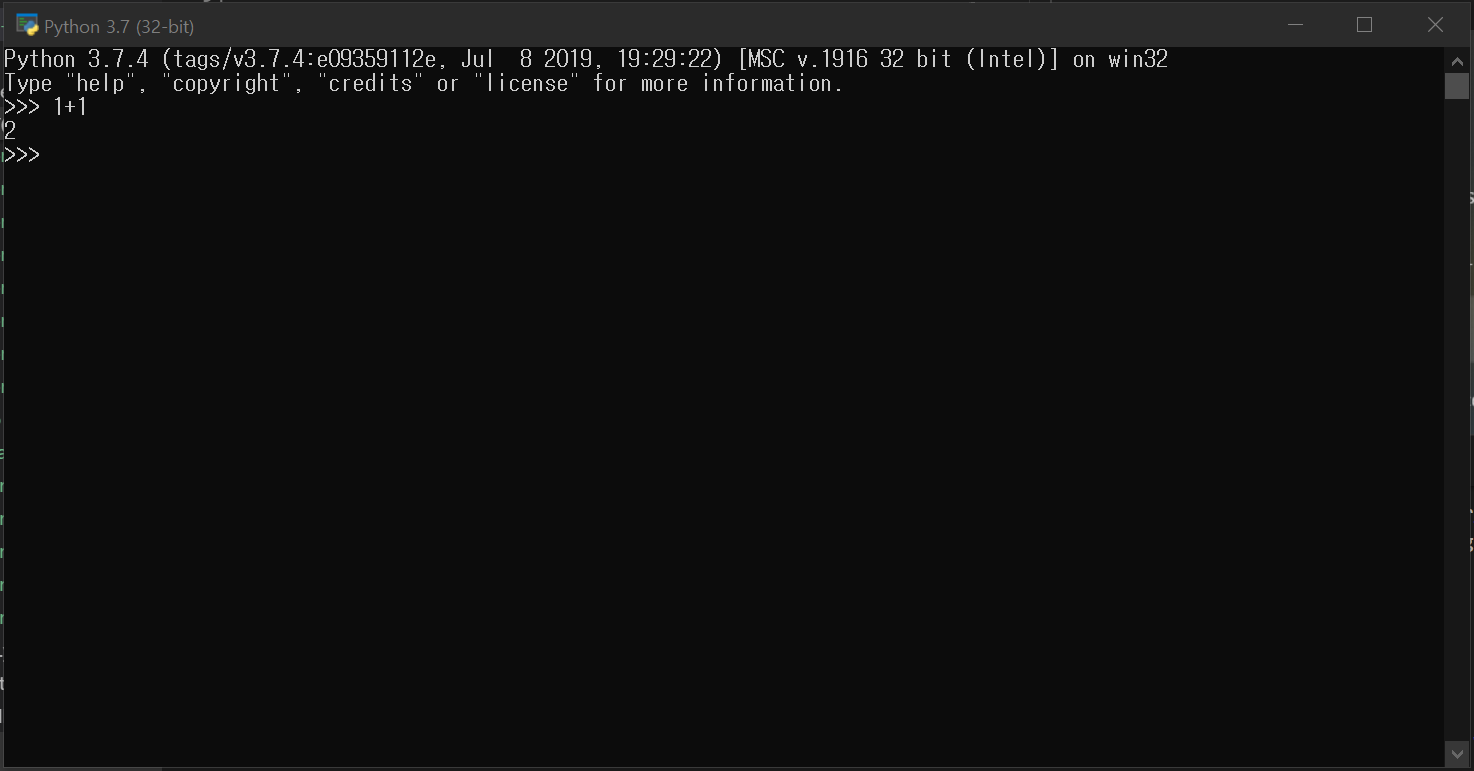 Python 3.7 (32-bit)
Python 3.7.4 (tags/v3.7.4:e09359112e, Jul  8 2019, 19:29:22) [MSC v.1916 32 bit (Intel)] on win32
Type "help", "copyright", "credits" or "license" for more information.
>>> 1+1
2
>>>